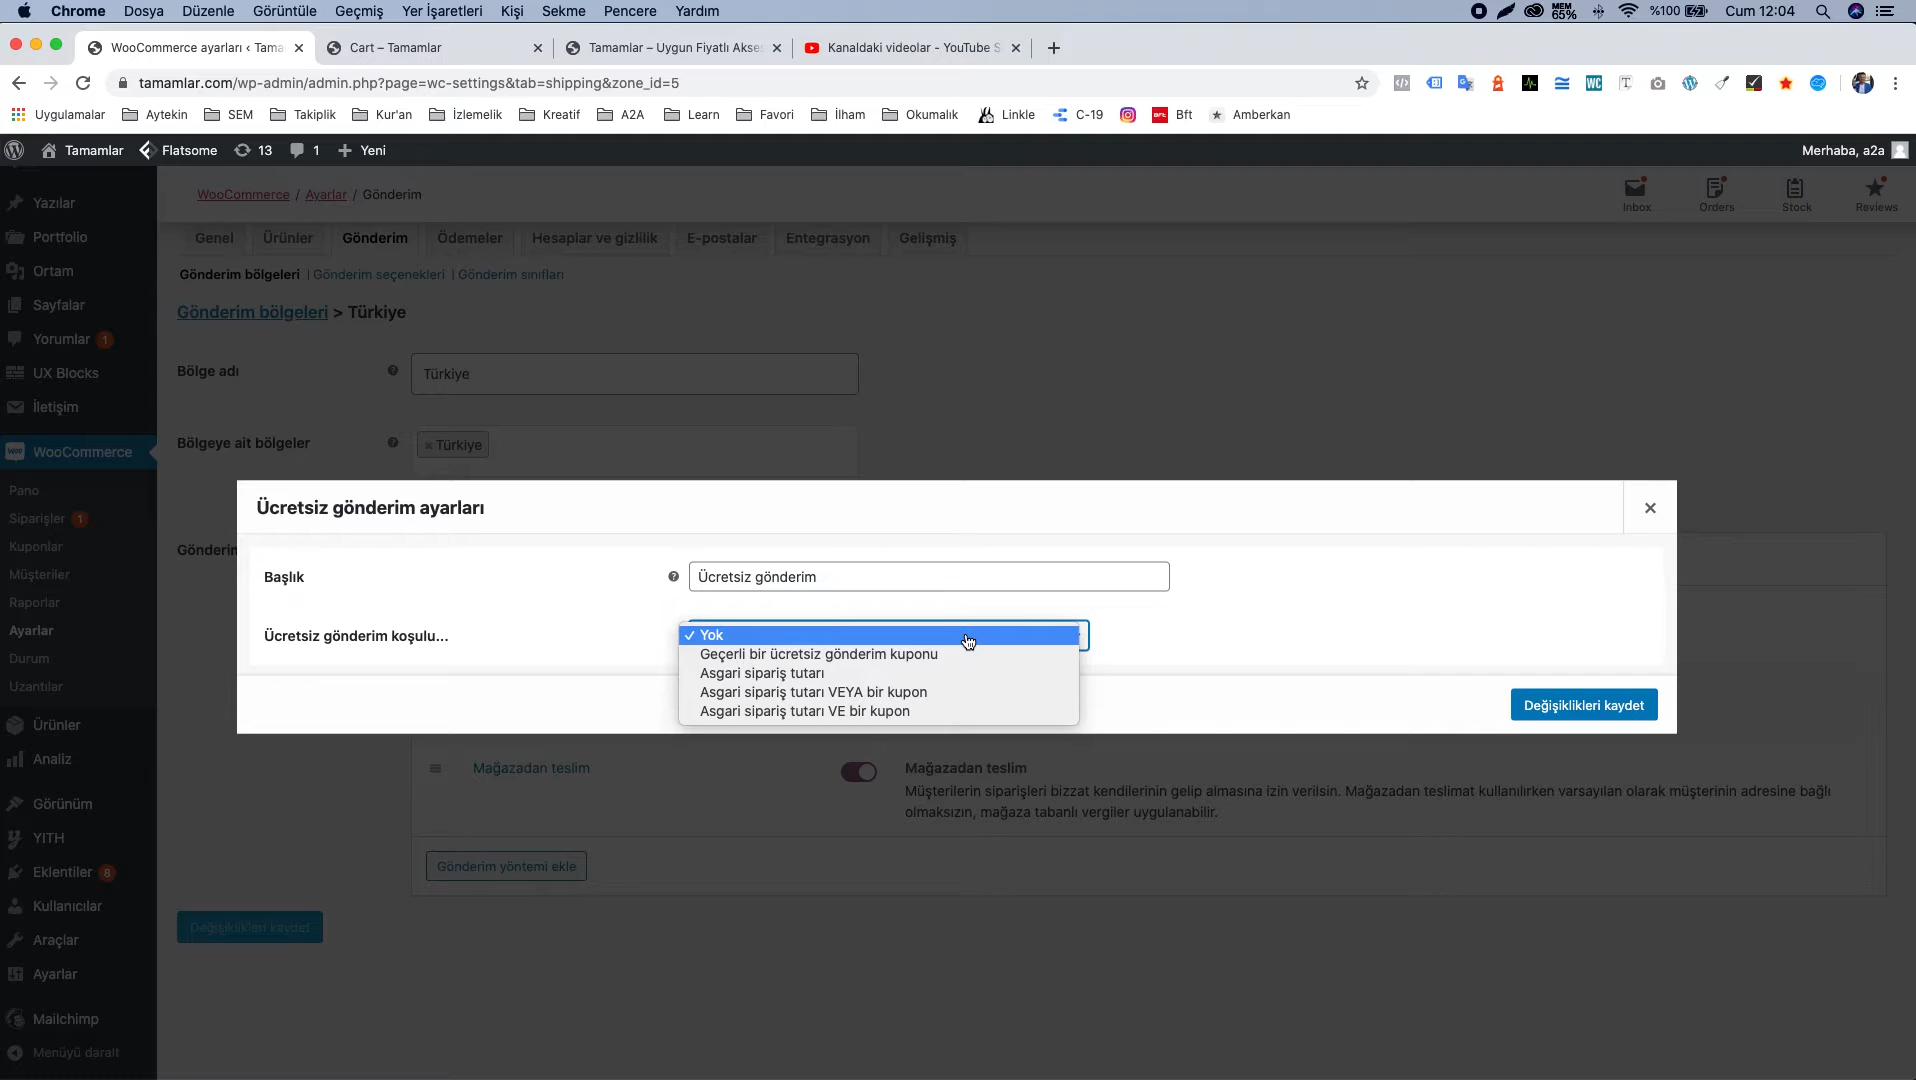 Chrome Dosya Düzenle Görüntüle Geçmiş Yer İşaretleri Kişi Sekme Pencere Yardım MEM 65% %100 Cum 12:04
WooCommerce ayarları ‹ Tama Cart – Tamamlar Tamamlar – Uygun Fiyatlı Akse Kanaldaki videolar - YouTube S
tamamlar.com/wp-admin/admin.php?page=wc-settings&tab=shipping&zone_id=5
Uygulamalar Aytekin SEM Takiplik Kur'an İzlemelik Kreatif A2A Learn Favori İlham Okumalık Linkle C-19 Bft Amberkan
Tamamlar Flatsome 13 1 Yeni Merhaba, a2a
Yazılar
Portfolio
Ortam
Sayfalar
Yorumlar 1
UX Blocks
İletişim
WooCommerce
Pano
Siparişler 1
Kuponlar
Müşteriler
Raporlar
Ayarlar
Durum
Uzantılar
Ürünler
Analiz
Görünüm
YITH
Eklentiler 8
Kullanıcılar
Araçlar
Ayarlar
Mailchimp
Menüyü daralt
WooCommerce / Ayarlar / Gönderim
Inbox Orders Stock Reviews
Genel Ürünler Gönderim Ödemeler Hesaplar ve gizlilik E-postalar Entegrasyon Gelişmiş
Gönderim bölgeleri | Gönderim seçenekleri | Gönderim sınıfları
Gönderim bölgeleri > Türkiye
Bölge adı Türkiye
Bölgeye ait bölgeler × Türkiye
Gönderim
Ücretsiz gönderim ayarları
Başlık Ücretsiz gönderim
Ücretsiz gönderim koşulu...
✓ Yok
Geçerli bir ücretsiz gönderim kuponu
Asgari sipariş tutarı
Asgari sipariş tutarı VEYA bir kupon
Asgari sipariş tutarı VE bir kupon
Değişiklikleri kaydet
Mağazadan teslim Mağazadan teslim
Müşterilerin siparişleri bizzat kendilerinin gelip almasına izin verilsin. Mağazadan teslimat kullanılırken varsayılan olarak müşterinin adresine bağlı
olmaksızın, mağaza tabanlı vergiler uygulanabilir.
Gönderim yöntemi ekle
Değişiklikleri kaydet